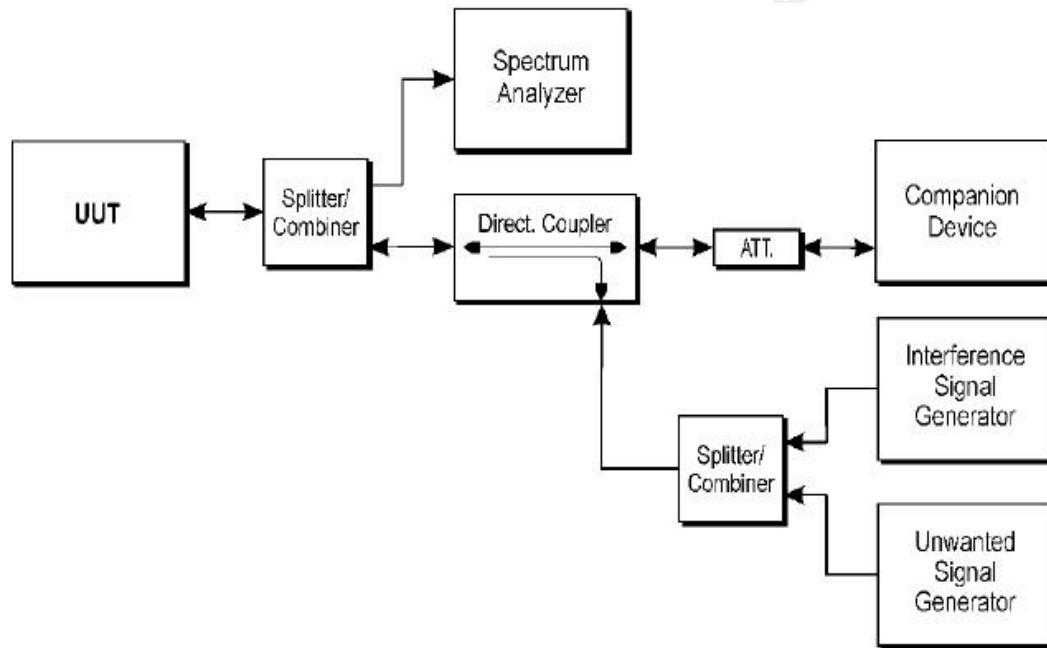 Spectrum
Analyzer
UUT
Splitter/
Combiner
Direct. Coupler
ATT.
Companion
Device
Interference
Signal
Generator
Splitter/
Combiner
Unwanted
Signal
Generator